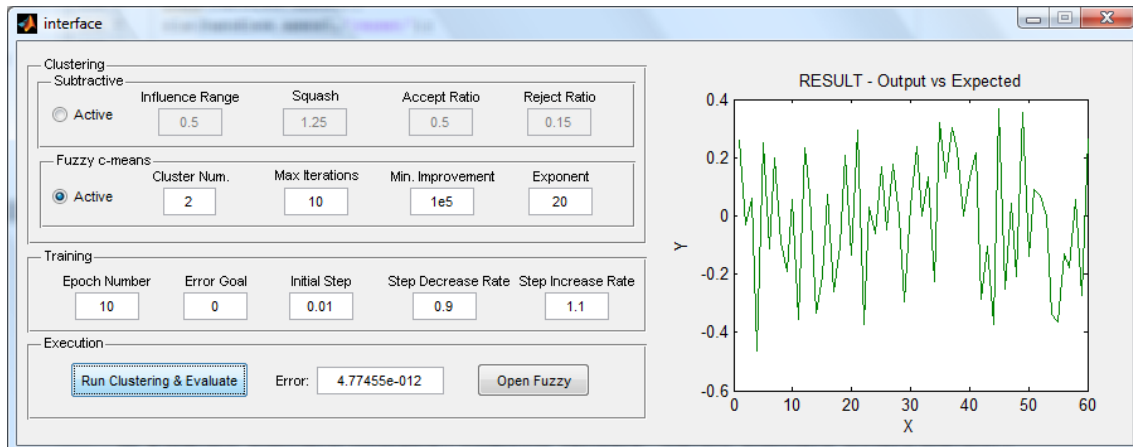 interface
Clustering
Subtractive
Active
Influence Range
Squash
Accept Ratio
Reject Ratio
0.5
1.25
0.5
0.15
Fuzzy c-means
Active
Cluster Num.
Max Iterations
Min. Improvement
Exponent
2
10
1e5
20
Training
Epoch Number
Error Goal
Initial Step
Step Decrease Rate
Step Increase Rate
10
0
0.01
0.9
1.1
Execution
Run Clustering & Evaluate
Error:
4.77455e-012
Open Fuzzy
RESULT - Output vs Expected
0.4
0.2
0
-0.2
-0.4
-0.6
Y
0
10
20
30
40
50
60
X